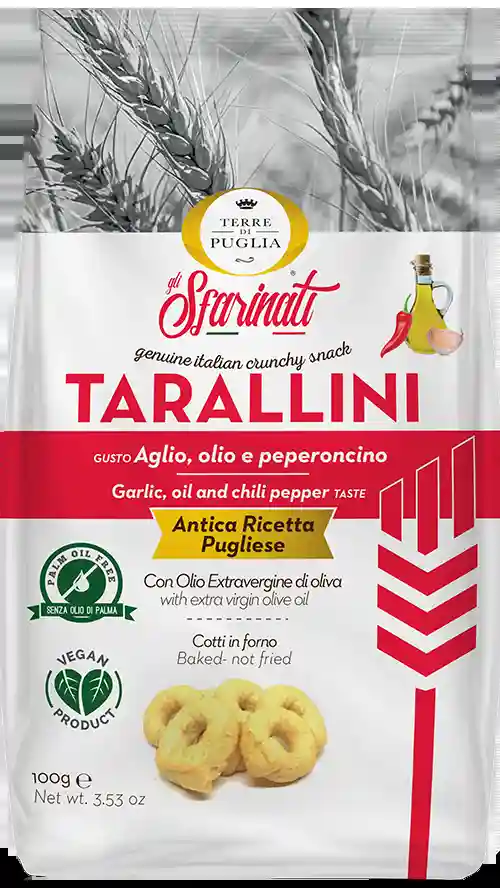 TERRE
DI
PUGLIA
gli
Sfarinati
®
genuine italian crunchy snack
TARALLINI
GUSTO Aglio, olio e peperoncino
Garlic, oil and chili pepper TASTE
Antica Ricetta
Pugliese
PALM OIL FREE
SENZA OLIO DI PALMA
Con Olio Extravergine di oliva
with extra virgin olive oil
Cotti in forno
Baked- not fried
VEGAN
PRODUCT
100g e
Net wt. 3.53 oz